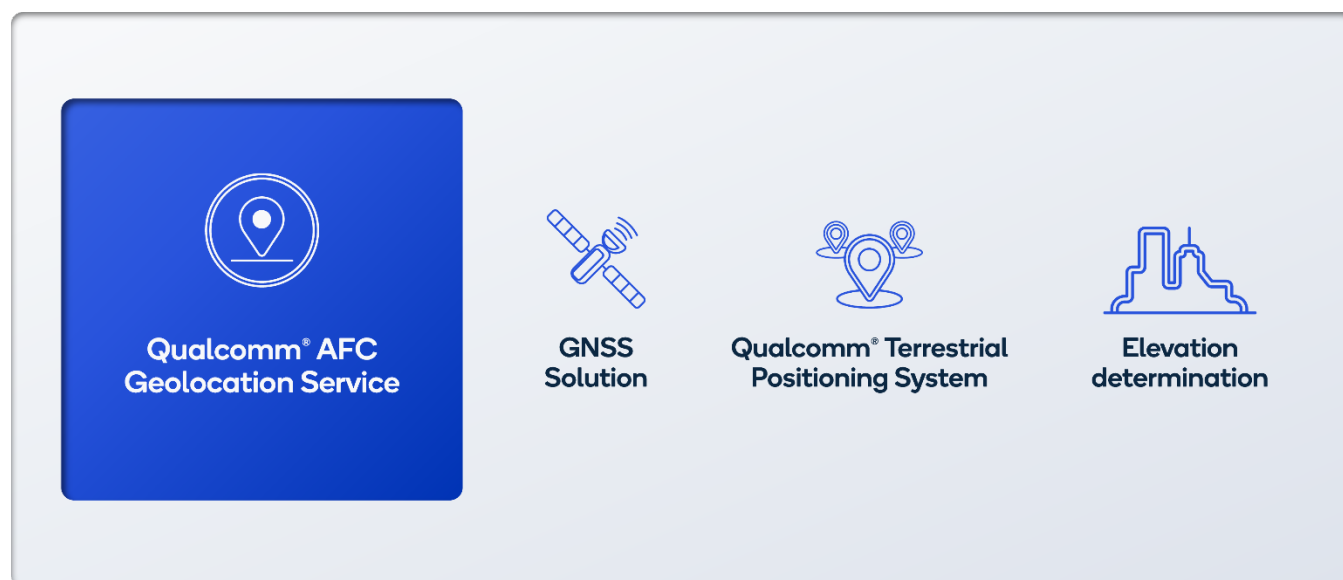 Qualcomm® AFC
Geolocation Service
GNSS
Solution
Qualcomm® Terrestrial
Positioning System
Elevation
determination